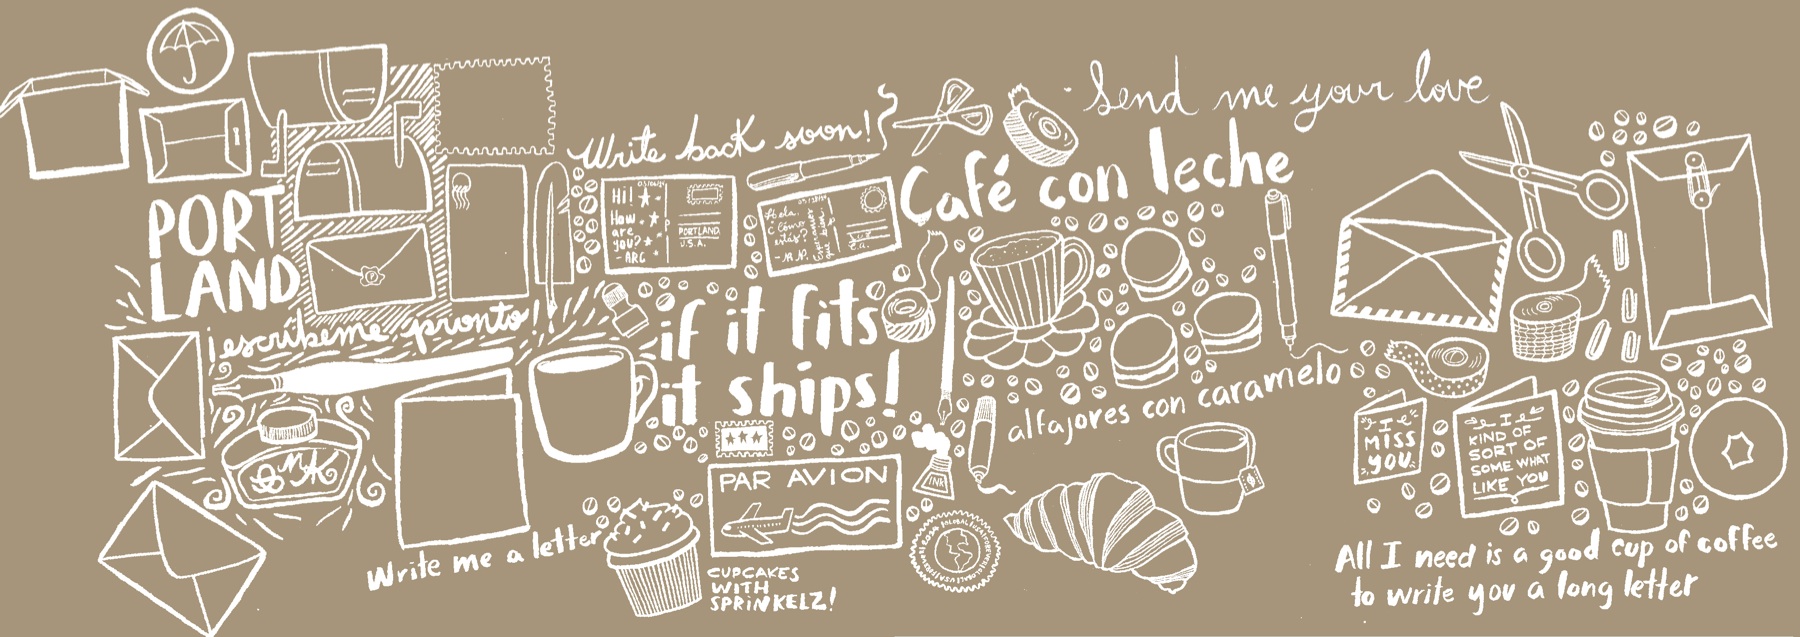 Send me your love
Write back soon!
Café con leche
PORT
LAND
Hi!
How
are
you?
- ARC
PORTLAND
U.S.A.
Hola
¿cómo
estás?
¡escríbeme pronto!
if it fits
it ships!
alfajores con caramelo
PAR AVION
INK
I
MISS
YOU.
I
KIND OF
SORT OF
SOME WHAT
LIKE YOU
MK
Write me a letter
CUPCAKES
WITH
SPRINKELZ!
All I need is a good cup of coffee
to write you a long letter